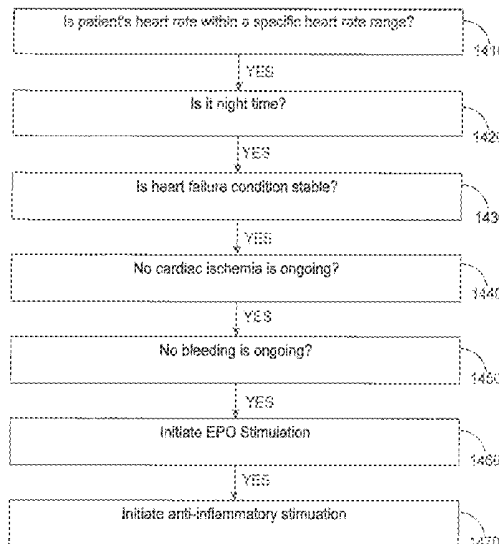 Is patient's heart rate within a specific heart rate range?
1410
YES
Is it night time?
1420
YES
Is heart failure condition stable?
1430
YES
No cardiac ischemia is ongoing?
1440
YES
No bleeding is ongoing?
1450
YES
Initiate EPO Stimulation
1460
YES
Initiate anti-inflammatory stimuation
1470